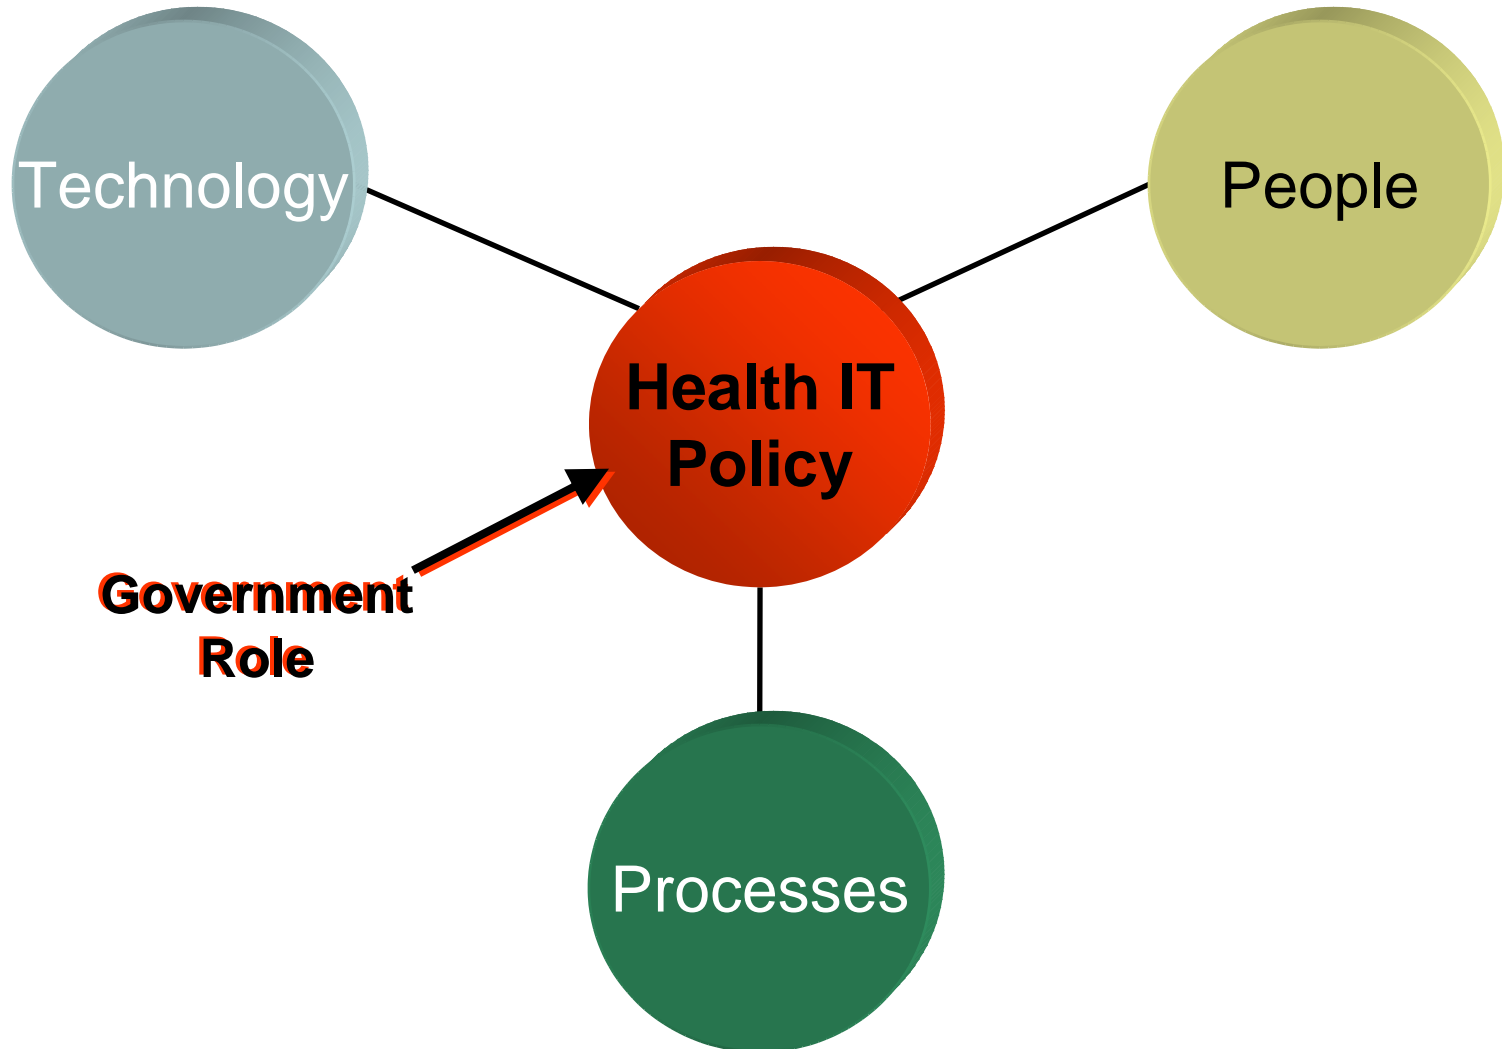 Technology
People
Health IT
Policy
Government
Role
Processes